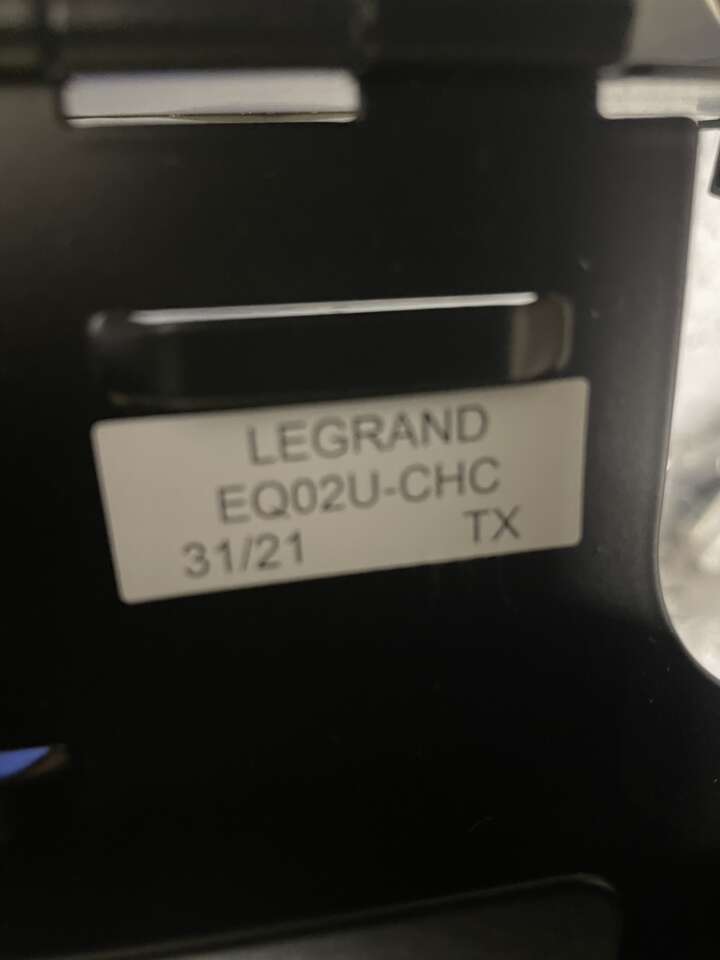 LEGRAND
EQ02U-CHC
31/21 TX